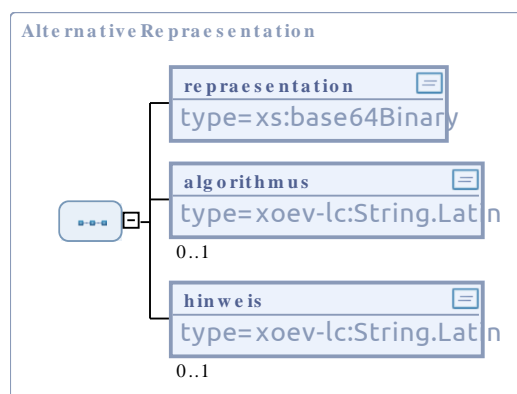 AlternativeRepraesentation
repraesentation
type=xs:base64Binary
algorithmus
type=xoev-lc:String.Latin
0..1
hinweis
type=xoev-lc:String.Latin
0..1